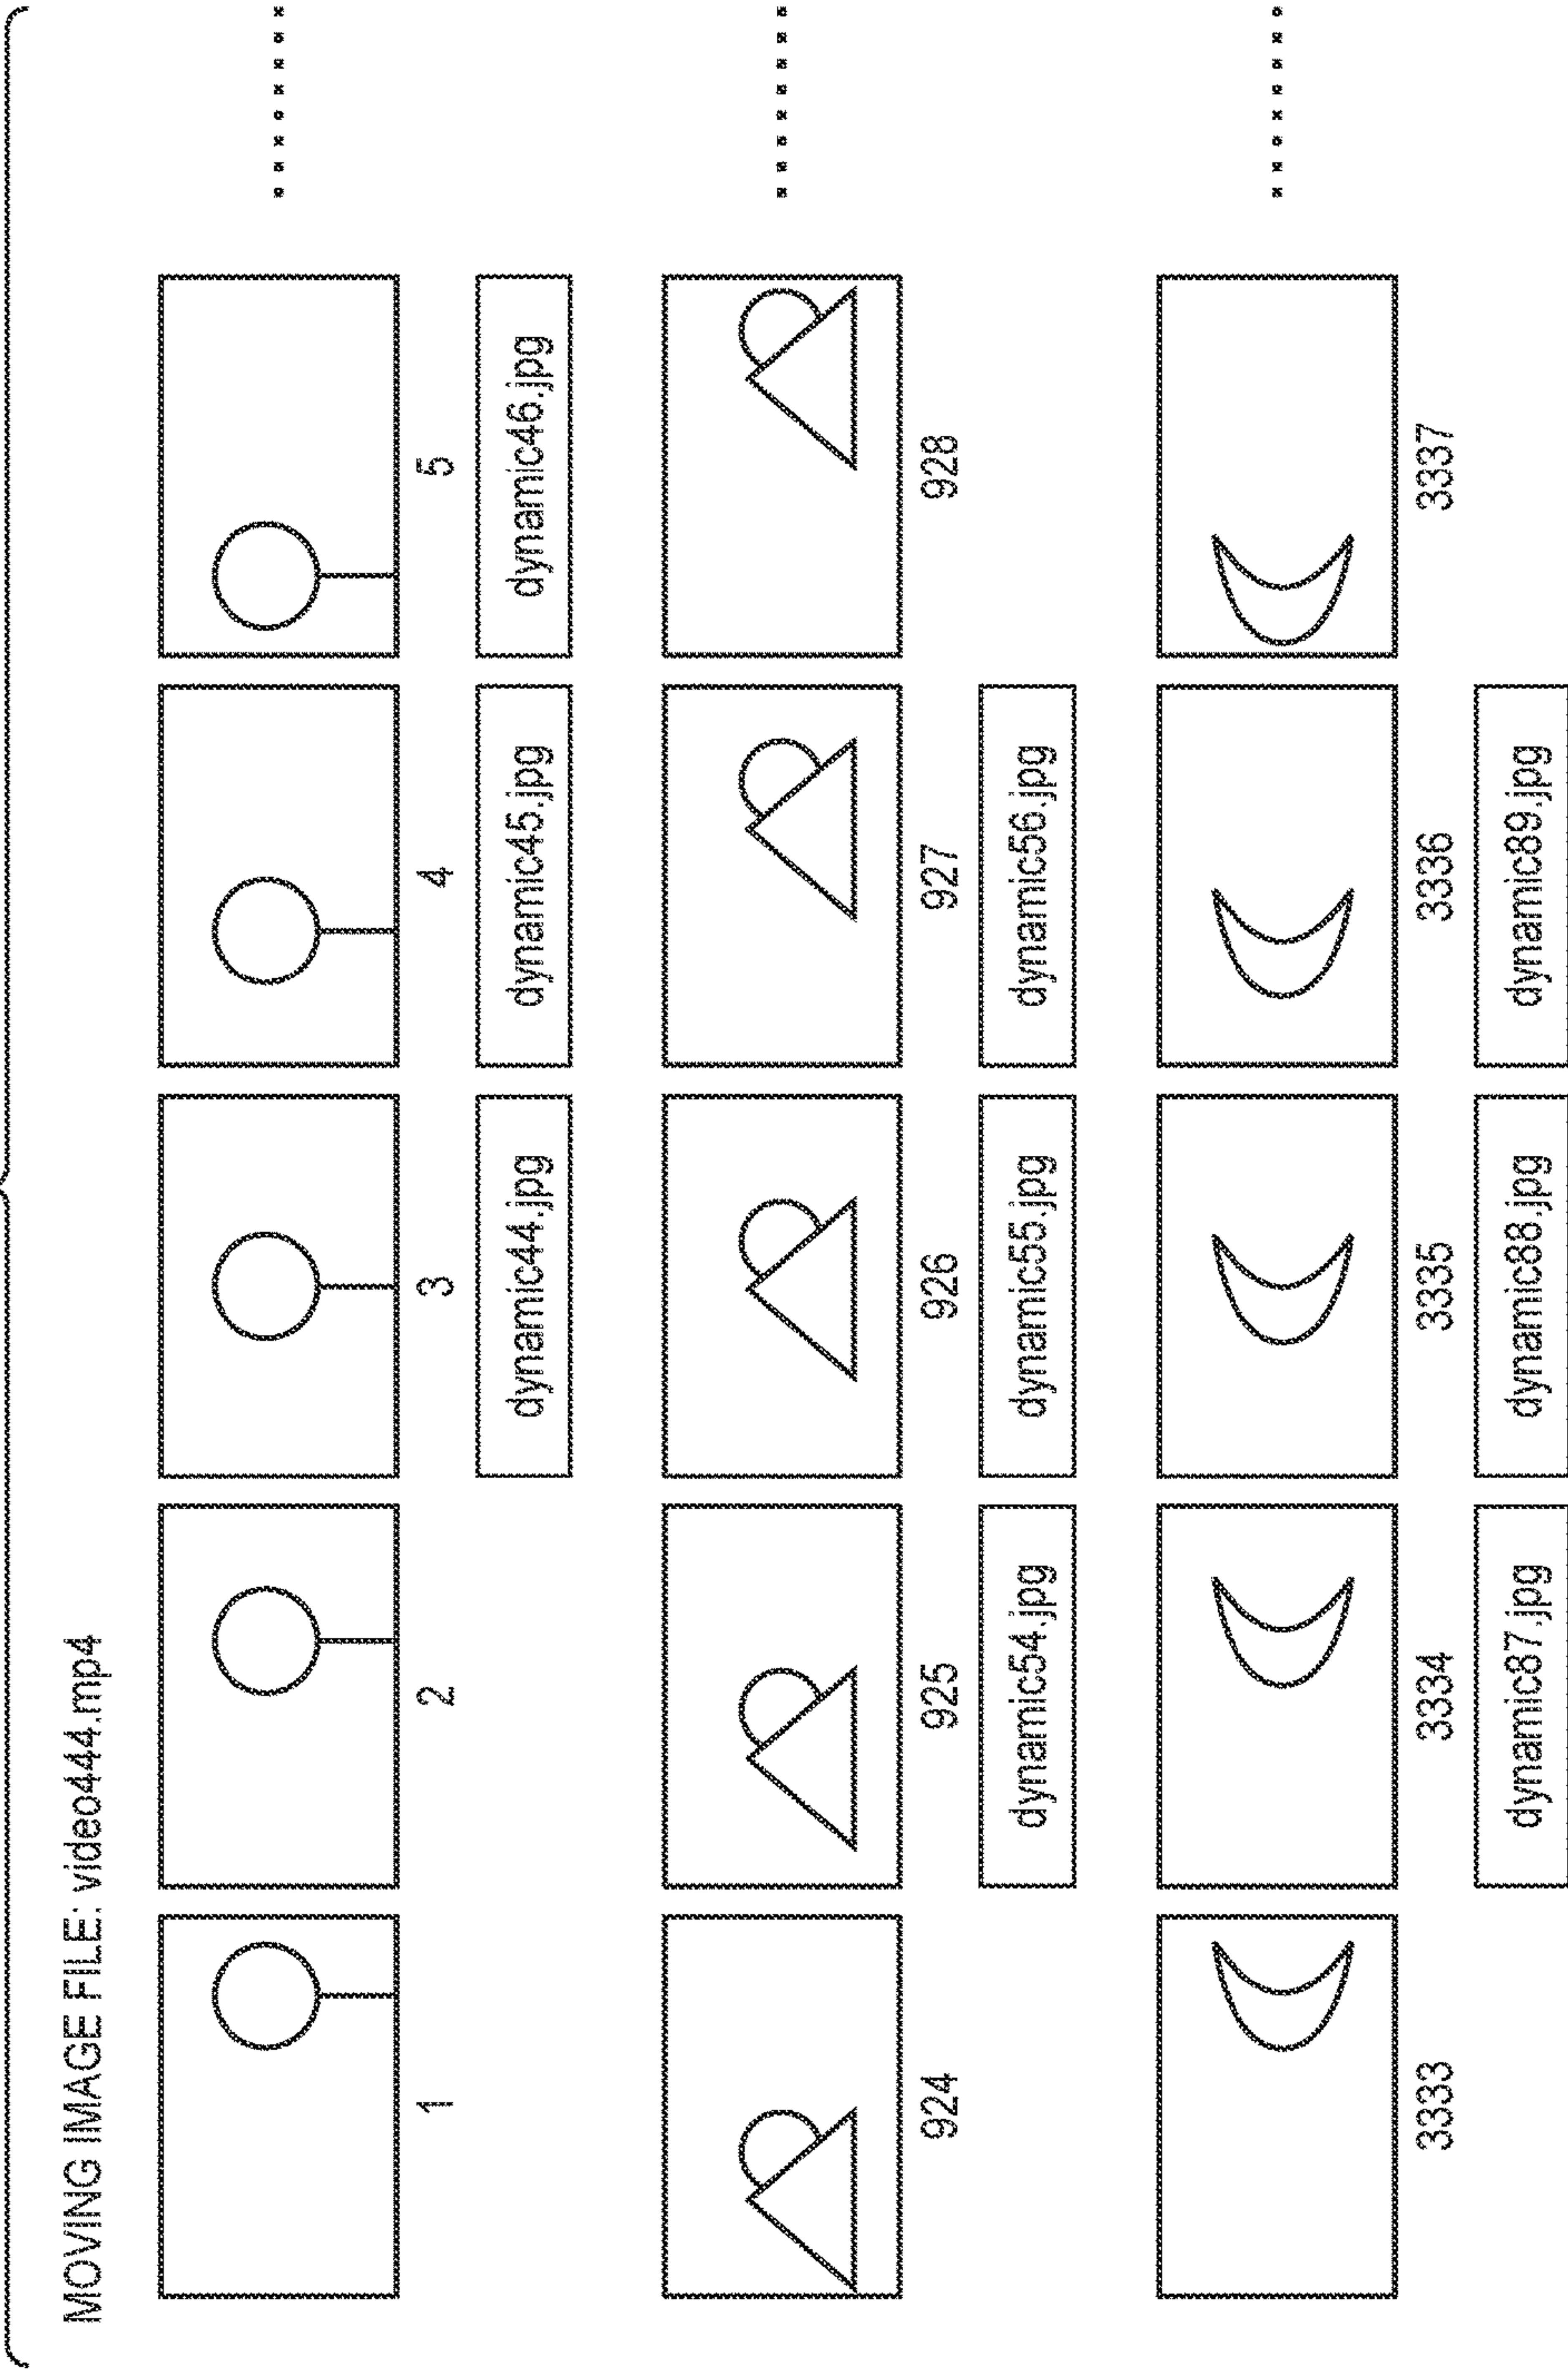 MOVING IMAGE FILE: video444.mp4
1 2 3 4 5
dynamic44.jpg dynamic45.jpg dynamic46.jpg
924 925 926 927 928
dynamic54.jpg dynamic55.jpg dynamic56.jpg
3333 3334 3335 3336 3337
dynamic87.jpg dynamic88.jpg dynamic89.jpg